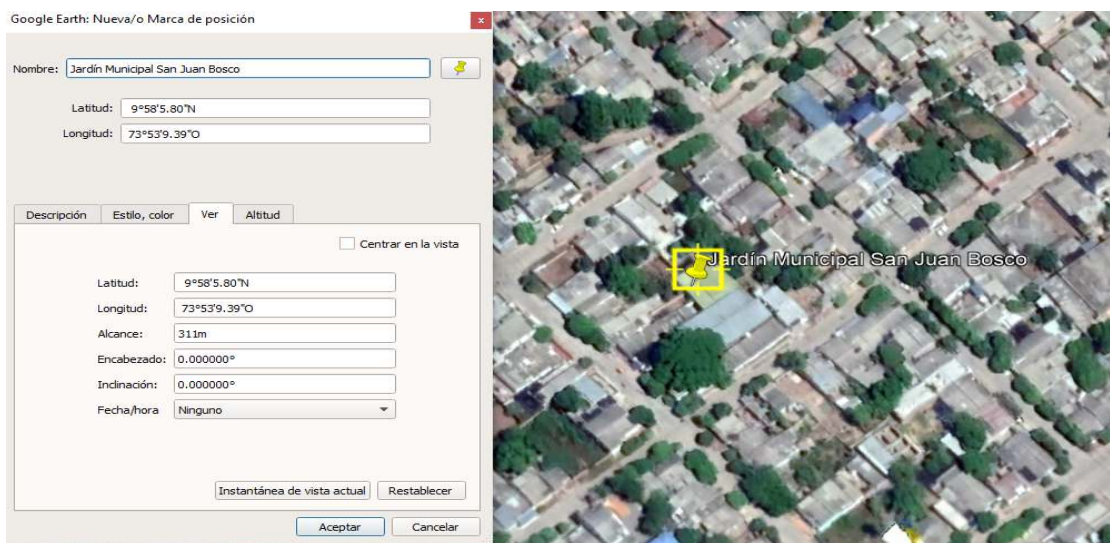 Google Earth: Nueva/o Marca de posición
x
Nombre: Jardín Municipal San Juan Bosco
Latitud: 9°58'5.80"N
Longitud: 73°53'9.39"O
Descripción Estilo, color Ver Altitud
Centrar en la vista
Latitud: 9°58'5.80"N
Longitud: 73°53'9.39"O
Alcance: 311m
Encabezado: 0.000000°
Inclinación: 0.000000°
Fecha/hora Ninguno
Instantánea de vista actual Restablecer
Aceptar Cancelar
Jardín Municipal San Juan Bosco